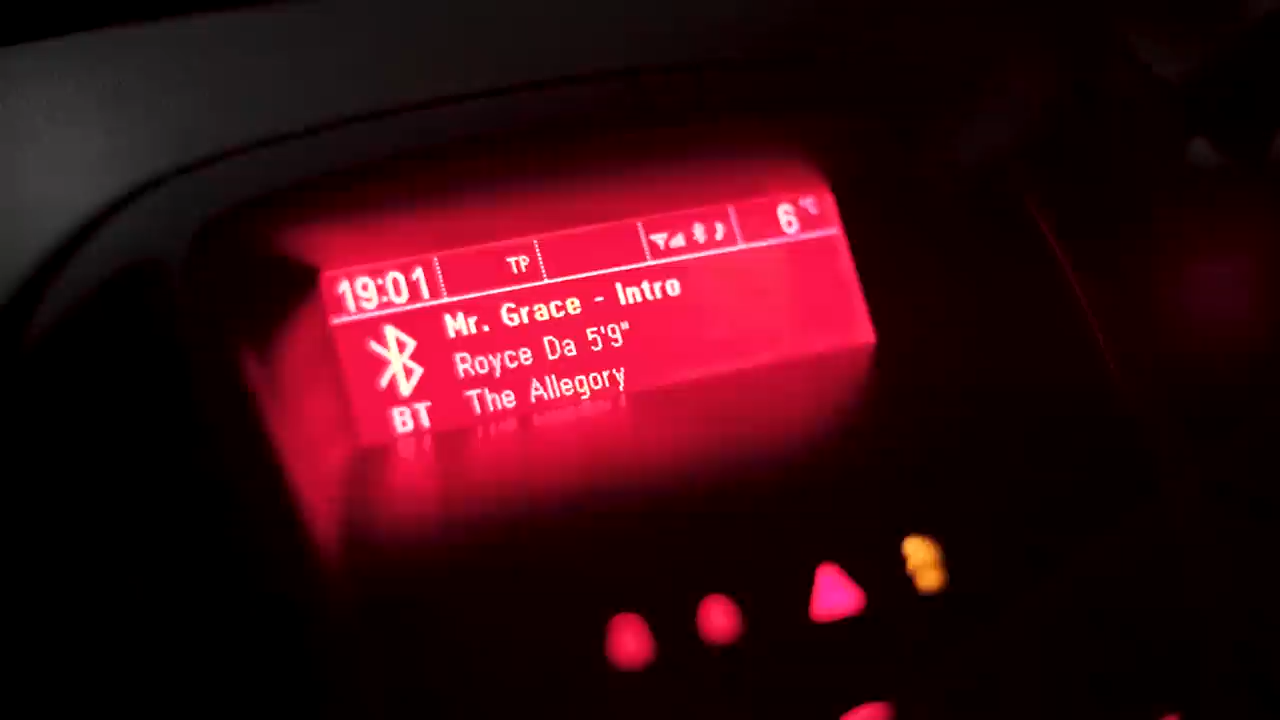 19:01 TP 6 °C
Mr. Grace - Intro
Royce Da 5'9"
The Allegory
BT